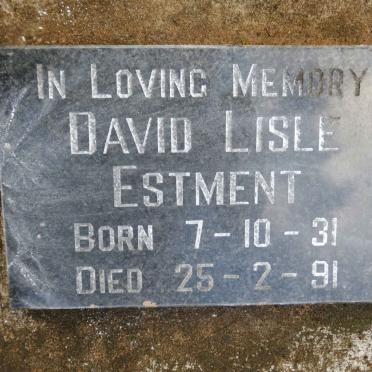 In Loving Memory
David Lisle
Estment
Born 7-10-31
Died 25-2-91